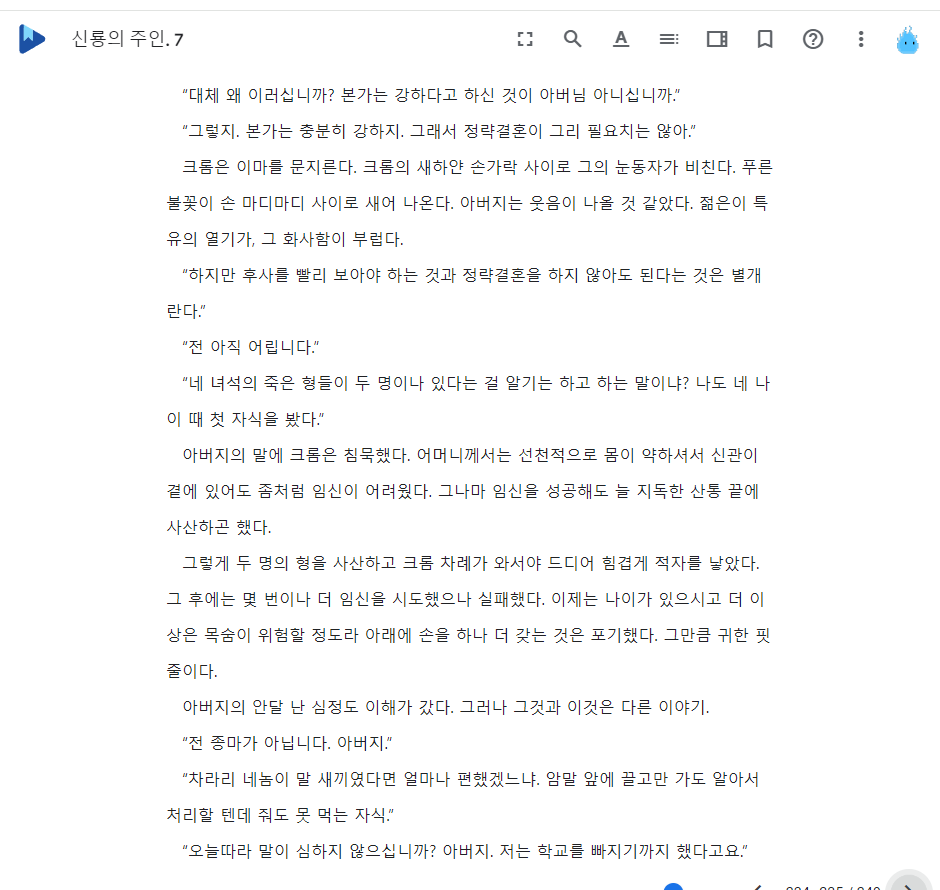 신룡의 주인. 7
“대체 왜 이러십니까? 본가는 강하다고 하신 것이 아버님 아니십니까.”
“그렇지. 본가는 충분히 강하지. 그래서 정략결혼이 그리 필요치는 않아.”
크롬은 이마를 문지른다. 크롬의 새하얀 손가락 사이로 그의 눈동자가 비친다. 푸른
불꽃이 손 마디마디 사이로 새어 나온다. 아버지는 웃음이 나올 것 같았다. 젊은이 특
유의 열기가, 그 화사함이 부럽다.
“하지만 후사를 빨리 보아야 하는 것과 정략결혼을 하지 않아도 된다는 것은 별개
란다.”
“전 아직 어립니다.”
“네 녀석의 죽은 형들이 두 명이나 있다는 걸 알기는 하고 하는 말이냐? 나도 네 나
이 때 첫 자식을 봤다.”
아버지의 말에 크롬은 침묵했다. 어머니께서는 선천적으로 몸이 약하셔서 신관이
곁에 있어도 좀처럼 임신이 어려웠다. 그나마 임신을 성공해도 늘 지독한 산통 끝에
사산하곤 했다.
그렇게 두 명의 형을 사산하고 크롬 차례가 와서야 드디어 힘겹게 적자를 낳았다.
그 후에는 몇 번이나 더 임신을 시도했으나 실패했다. 이제는 나이가 있으시고 더 이
상은 목숨이 위험할 정도라 아래에 손을 하나 더 갖는 것은 포기했다. 그만큼 귀한 핏
줄이다.
아버지의 안달 난 심정도 이해가 갔다. 그러나 그것과 이것은 다른 이야기.
“전 종마가 아닙니다. 아버지.”
“차라리 네놈이 말 새끼였다면 얼마나 편했겠느냐. 암말 앞에 끌고만 가도 알아서
처리할 텐데 줘도 못 먹는 자식.”
“오늘따라 말이 심하지 않으십니까? 아버지. 저는 학교를 빠지기까지 했다고요.”